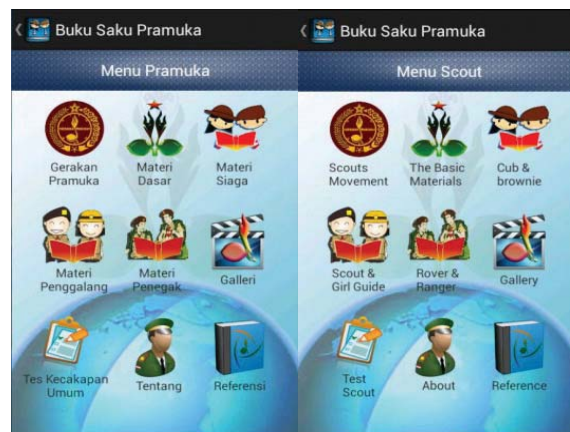 Buku Saku Pramuka
Menu Pramuka
Gerakan
Pramuka
Materi
Dasar
Materi
Siaga
Materi
Penggalang
Materi
Penegak
Galleri
Tes Kecakapan
Umum
Tentang
Referensi
Buku Saku Pramuka
Menu Scout
Scouts
Movement
The Basic
Materials
Cub &
brownie
Scout &
Girl Guide
Rover &
Ranger
Gallery
Test
Scout
About
Reference